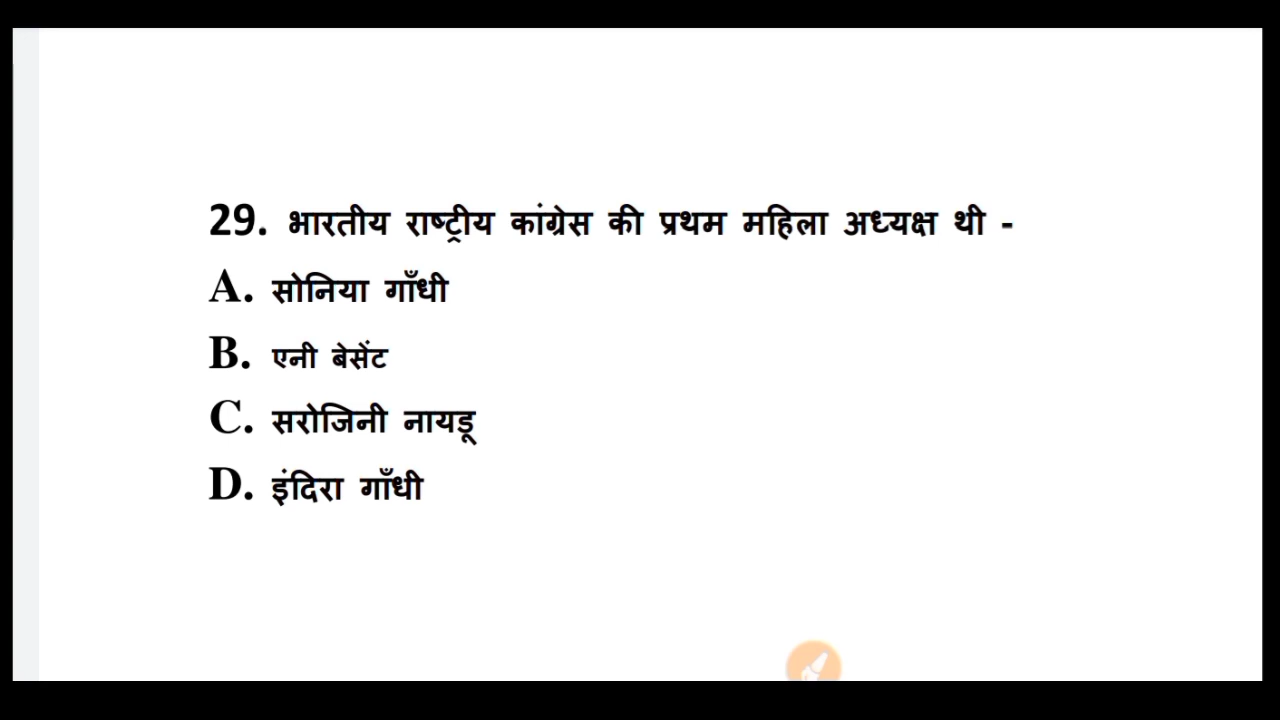 29. भारतीय राष्ट्रीय कांग्रेस की प्रथम महिला अध्यक्ष थी -
A. सोनिया गाँधी
B. एनी बेसेंट
C. सरोजिनी नायडू
D. इंदिरा गाँधी